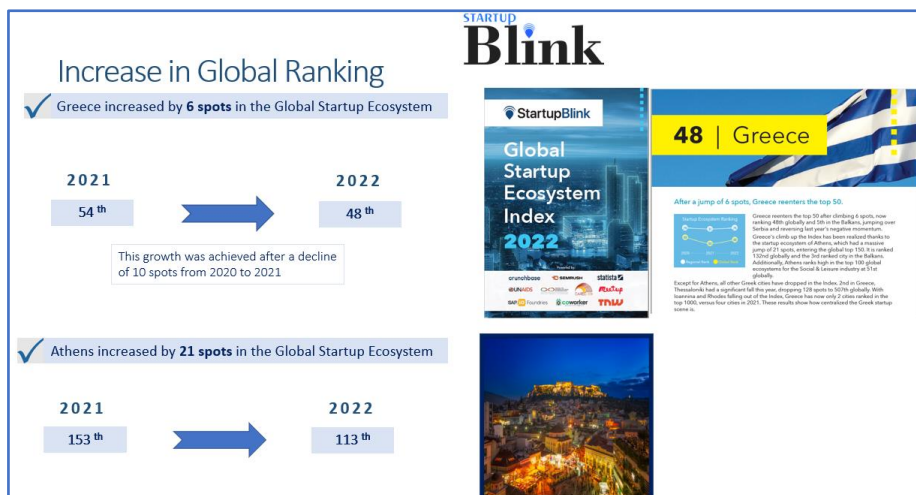 STARTUP
Blink
Increase in Global Ranking
Greece increased by 6 spots in the Global Startup Ecosystem
2021
2022
54 th
48 th
This growth was achieved after a decline
of 10 spots from 2020 to 2021
Athens increased by 21 spots in the Global Startup Ecosystem
2021
2022
153 th
113 th
StartupBlink
Global
Startup
Ecosystem
Index
2022
crunchbase
SEMRUSH
statista
UNAIDS
Meetup
coworker
TNW
48 | Greece
After a jump of 6 spots, Greece reenters the top 50.
Startup Ecosystem Ranking
Greece reenters the top 50 after climbing 6 spots, now
ranking 48th globally and 5th in the Balkans, jumping over
Serbia and reversing last year's negative momentum.
Greece's climb up the Index has been realized thanks to
the startup ecosystem of Athens, which had a massive
jump of 21 spots, entering the global top 150. It is ranked
132nd globally and the 3rd ranked city in the Balkans.
Additionally, Athens ranks high in the top 100 global
ecosystems for the Social & Leisure industry at 51st
globally.
Except for Athens, all other Greek cities have dropped in the Index. 2nd in Greece,
Thessaloniki had a significant fall this year, dropping 128 spots to 507th globally. With
Ioannina and Rhodes falling out of the Index, Greece has now only 2 cities ranked in the
top 1000, versus four cities in 2021. These results show how centralized the Greek startup
scene is.